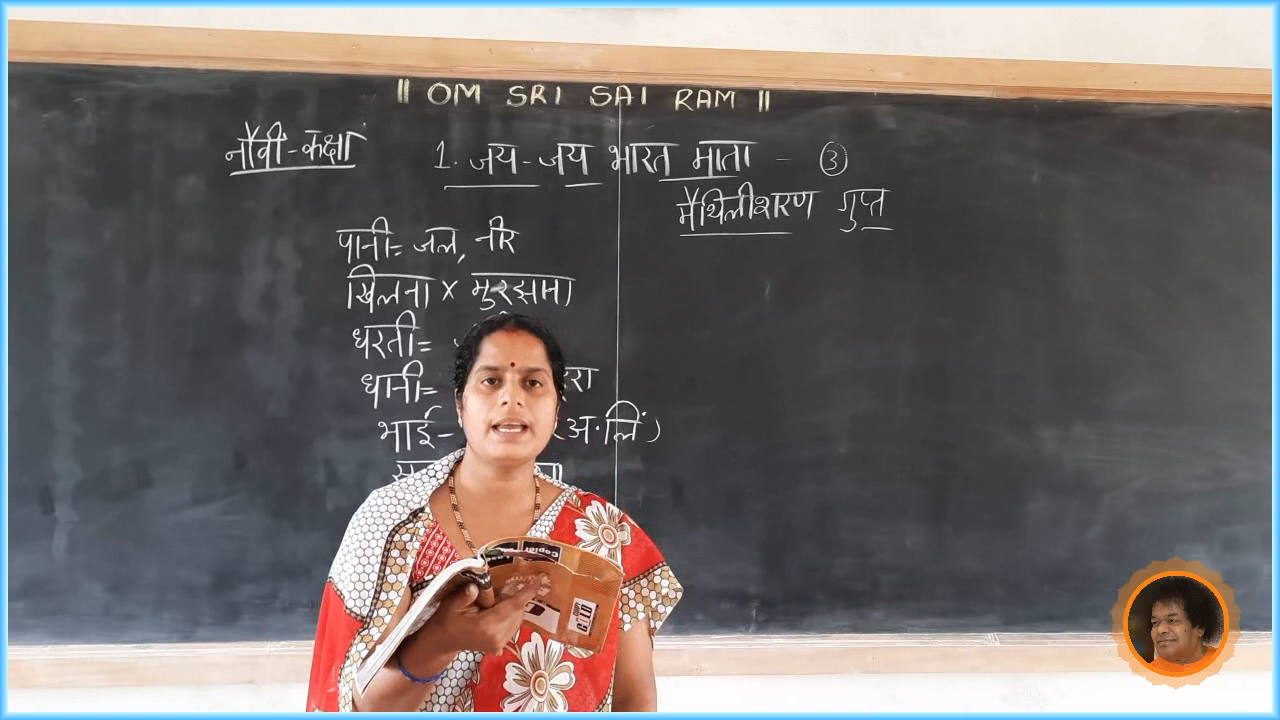 || OM SRI SAI RAM ||
नौवीं-कक्षा
1. जय-जय भारत माता - ③
मैथिलीशरण गुप्त
पानी= जल, नीर
खिलना x मुरझाना
धरती=
धानी=
भाई- (अ.लिं)